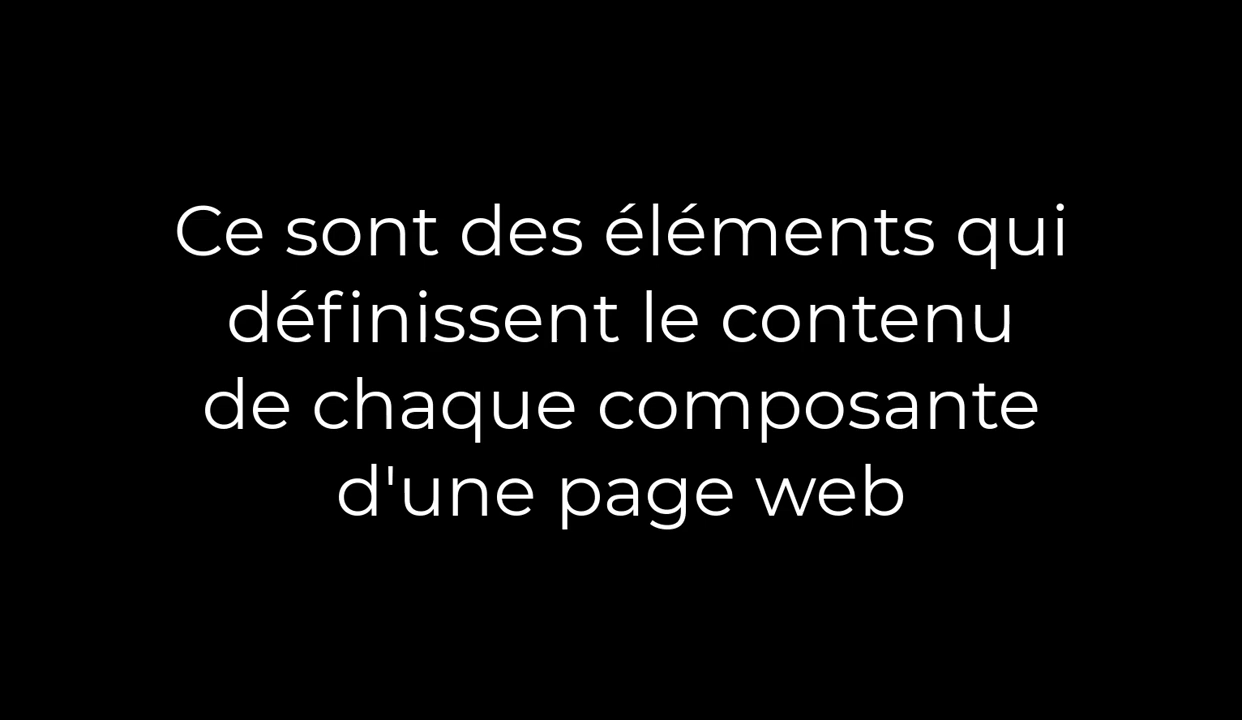 Ce sont des éléments qui
définissent le contenu
de chaque composante
d'une page web